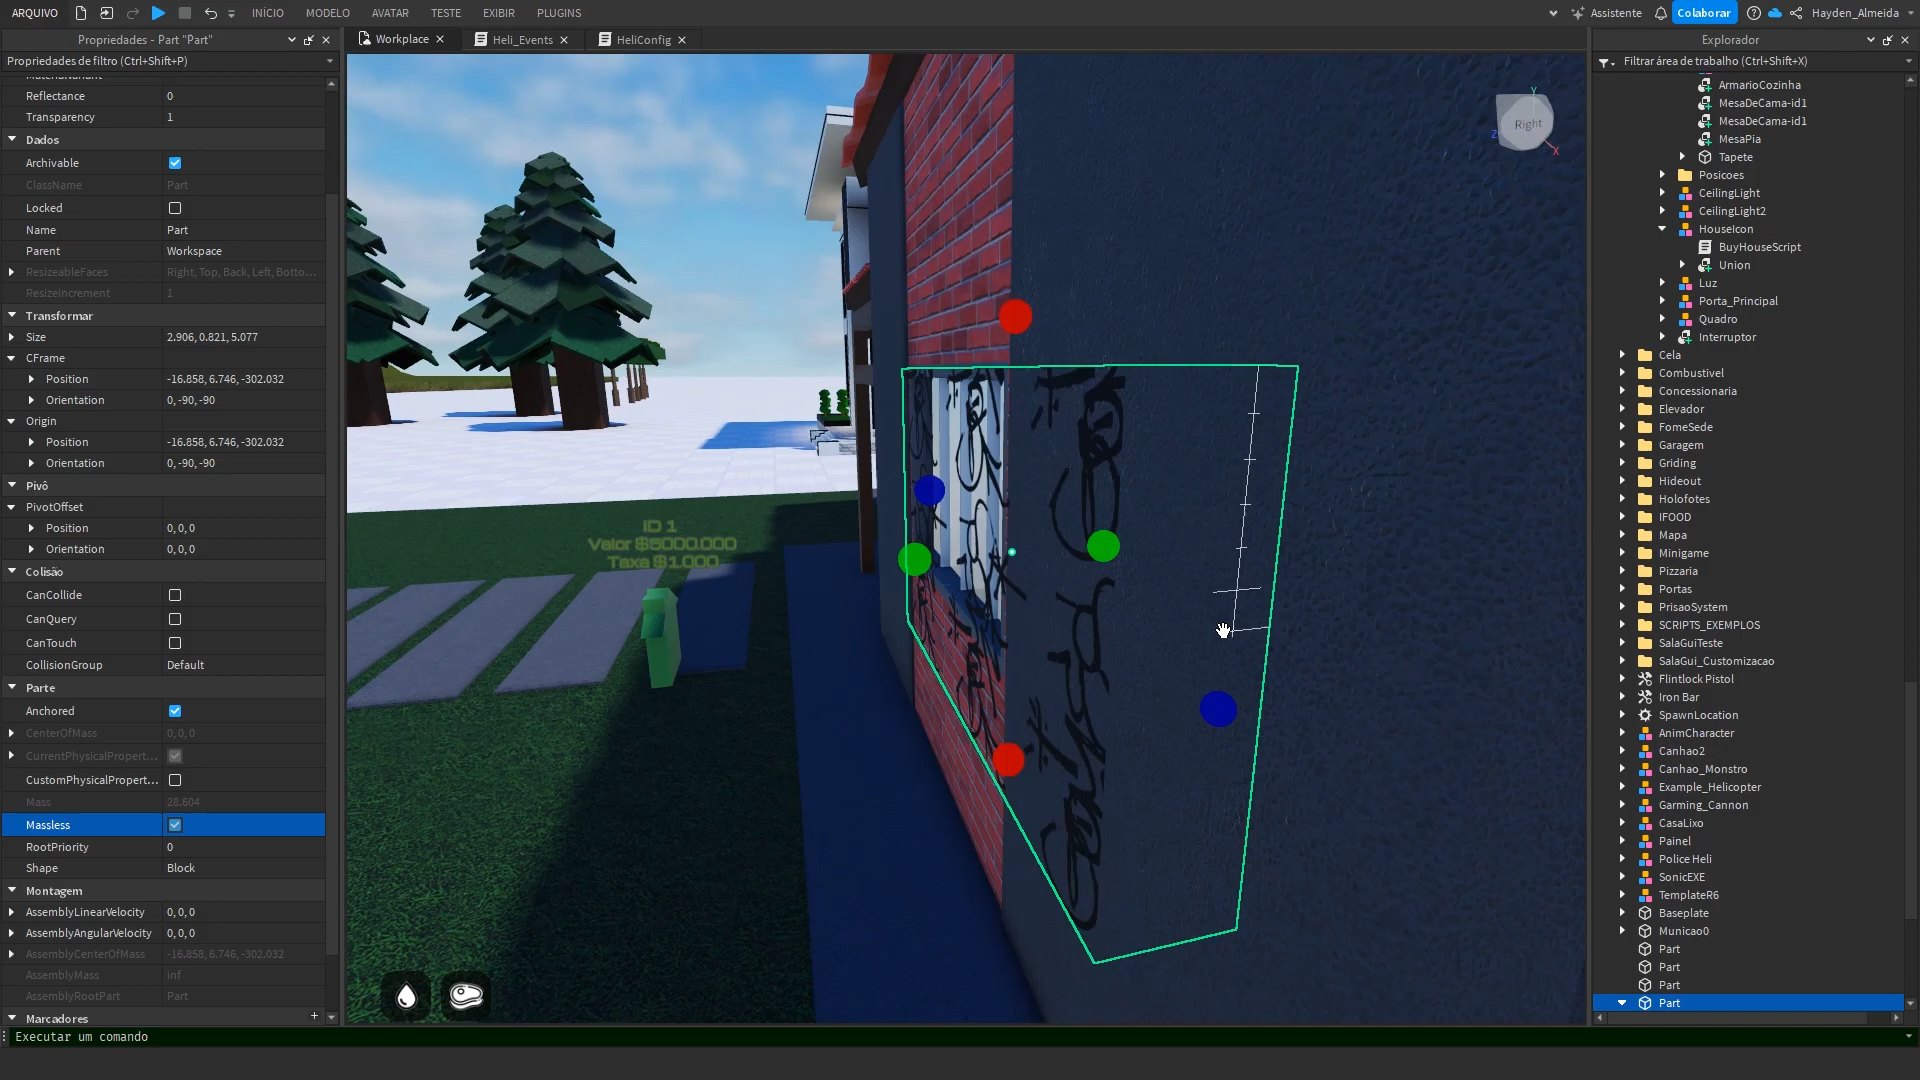 ARQUIVO
INÍCIO
MODELO
AVATAR
TESTE
EXIBIR
PLUGINS
Assistente
Colaborar
Hayden_Almeida
Propriedades - Part "Part"
Workplace
Heli_Events
HeliConfig
Explorador
Propriedades de filtro (Ctrl+Shift+P)
Filtrar área de trabalho (Ctrl+Shift+X)
MaterialVariant
Reflectance 0
Transparency 1
Dados
Archivable
ClassName Part
Locked
Name Part
Parent Workspace
ResizeableFaces Right, Top, Back, Left, Botto...
ResizeIncrement 1
Transformar
Size 2.906, 0.821, 5.077
CFrame
Position -16.858, 6.746, -302.032
Orientation 0, -90, -90
Origin
Position -16.858, 6.746, -302.032
Orientation 0, -90, -90
Pivô
PivotOffset
Position 0, 0, 0
Orientation 0, 0, 0
Colisão
CanCollide
CanQuery
CanTouch
CollisionGroup Default
Parte
Anchored
CenterOfMass 0, 0, 0
CurrentPhysicalPropert...
CustomPhysicalPropert...
Mass 28.604
Massless
RootPriority 0
Shape Block
Montagem
AssemblyLinearVelocity 0, 0, 0
AssemblyAngularVelocity 0, 0, 0
AssemblyCenterOfMass -16.858, 6.746, -302.032
AssemblyMass inf
AssemblyRootPart Part
Marcadores
Executar um comando
Y
Right
Z
X
ID 1
Valor $5000.000
Taxa $1.000
ArmarioCozinha
MesaDeCama-id1
MesaDeCama-id1
MesaPia
Tapete
Posicoes
CeilingLight
CeilingLight2
HouseIcon
BuyHouseScript
Union
Luz
Porta_Principal
Quadro
Interruptor
Cela
Combustivel
Concessionaria
Elevador
FomeSede
Garagem
Griding
Hideout
Holofotes
IFOOD
Mapa
Minigame
Pizzaria
Portas
PrisaoSystem
SCRIPTS_EXEMPLOS
SalaGuiTeste
SalaGui_Customizacao
Flintlock Pistol
Iron Bar
SpawnLocation
AnimCharacter
Canhao2
Canhao_Monstro
Example_Helicopter
Garming_Cannon
CasaLixo
Painel
Police Heli
SonicEXE
TemplateR6
Baseplate
Municao0
Part
Part
Part
Part